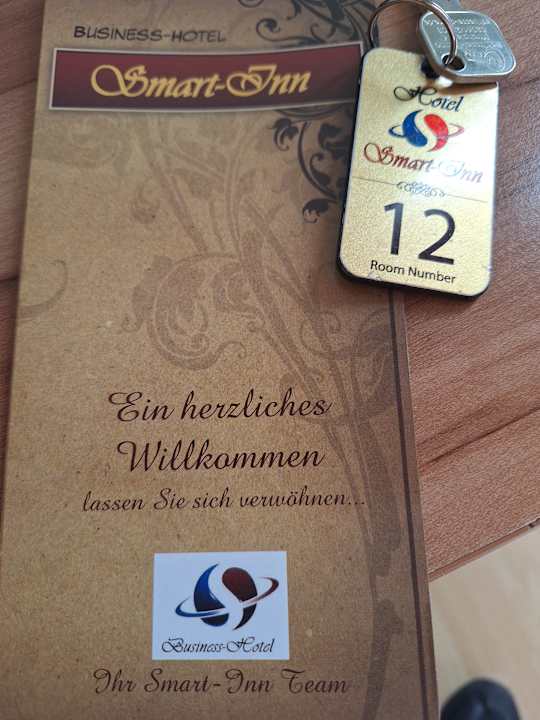 BUSINESS-HOTEL
Smart-Inn
Hotel
Smart-Inn
12
Room Number
Ein herzliches
Willkommen
lassen Sie sich verwöhnen...
Business-Hotel
Ihr Smart-Inn Team